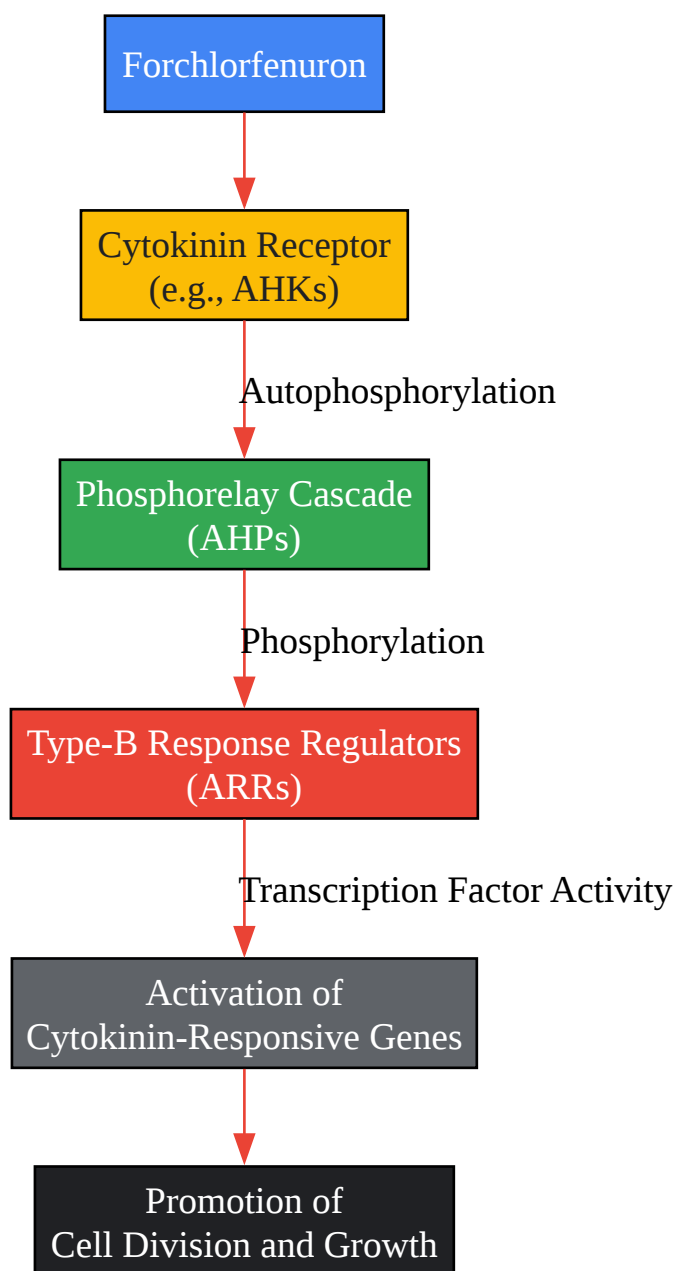 Forchlorfenuron
Cytokinin Receptor
(e.g., AHKs)
Autophosphorylation
Phosphorelay Cascade
(AHPs)
Phosphorylation
Type-B Response Regulators
(ARRs)
Transcription Factor Activity
Activation of
Cytokinin-Responsive Genes
Promotion of
Cell Division and Growth